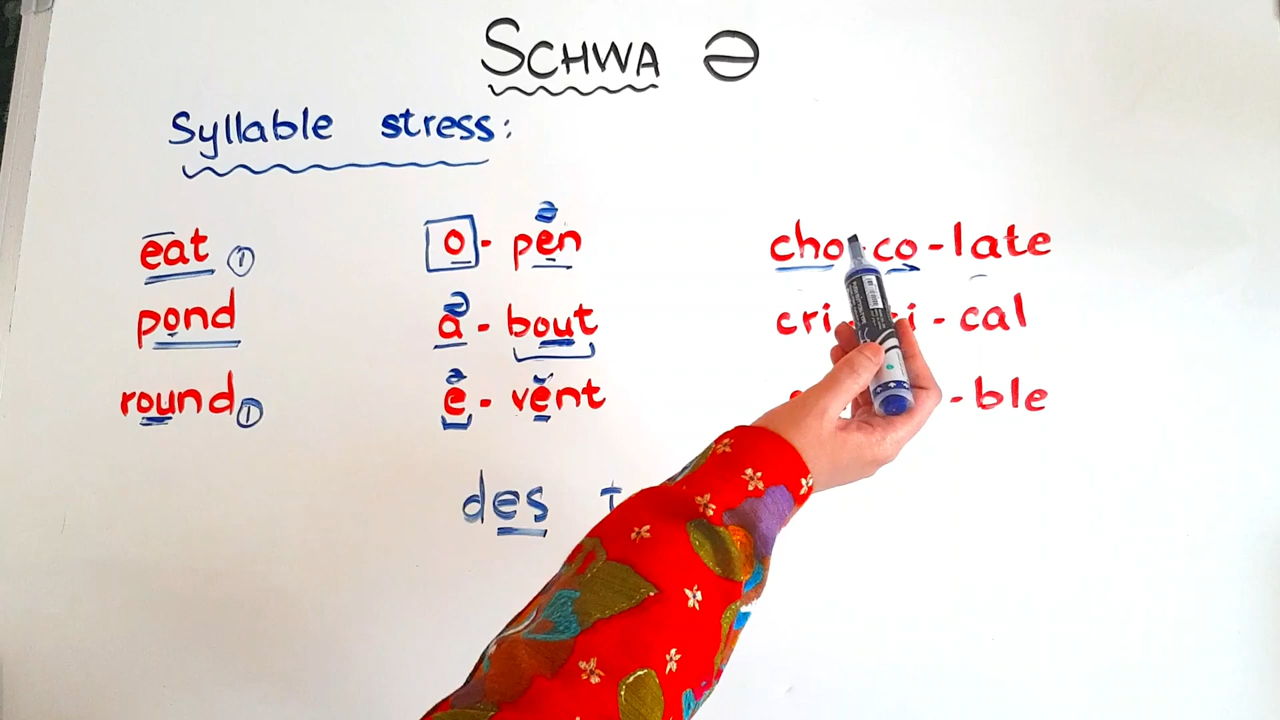 SCHWA ə
Syllable stress:
eat ① o - pen ə cho - co - late
pond ə a - bout cri - i - cal
round ① ə e - vent - ble
des